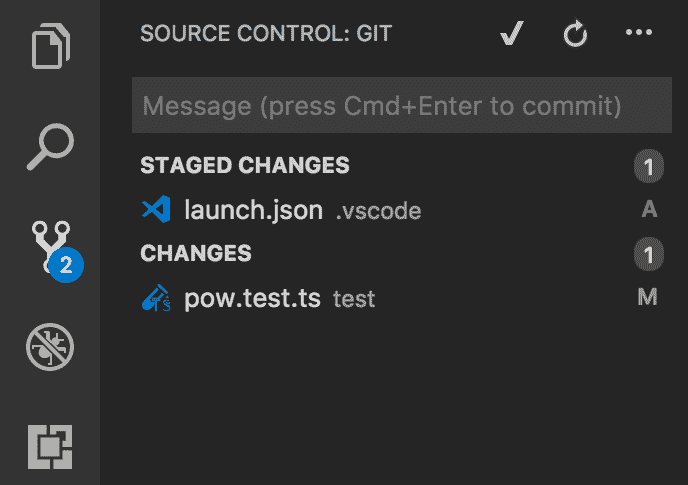 SOURCE CONTROL: GIT
Message (press Cmd+Enter to commit)
STAGED CHANGES 1
launch.json .vscode A
2
CHANGES 1
pow.test.ts test M